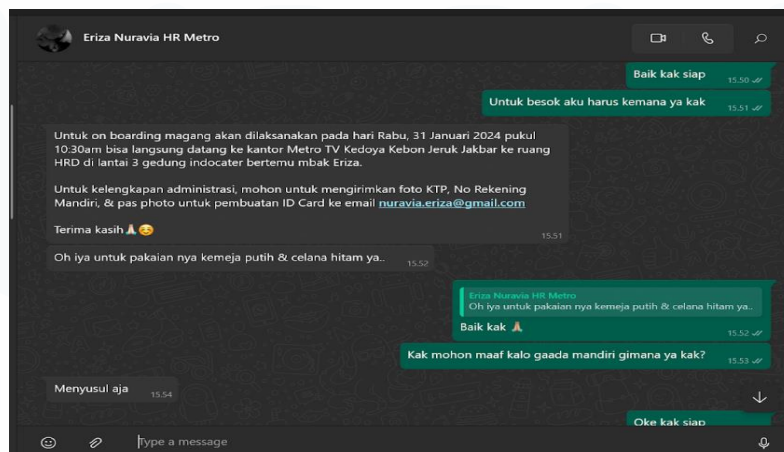 Eriza Nuravia HR Metro
Baik kak siap
15.50
Untuk besok aku harus kemana ya kak
15.51
Untuk on boarding magang akan dilaksanakan pada hari Rabu, 31 Januari 2024 pukul
10:30am bisa langsung datang ke kantor Metro TV Kedoya Kebon Jeruk Jakbar ke ruang
HRD di lantai 3 gedung indocater bertemu mbak Eriza.
Untuk kelengkapan administrasi, mohon untuk mengirimkan foto KTP, No Rekening
Mandiri, & pas photo untuk pembuatan ID Card ke email nuravia.eriza@gmail.com
Terima kasih🙏🏼☺️
15.51
Oh iya untuk pakaian nya kemeja putih & celana hitam ya..
15.52
Eriza Nuravia HR Metro
Oh iya untuk pakaian nya kemeja putih & celana hitam ya..
Baik kak 🙏🏼
15.52
Kak mohon maaf kalo gaada mandiri gimana ya kak?
15.53
Menyusul aja
15.54
Oke kak siap
Type a message